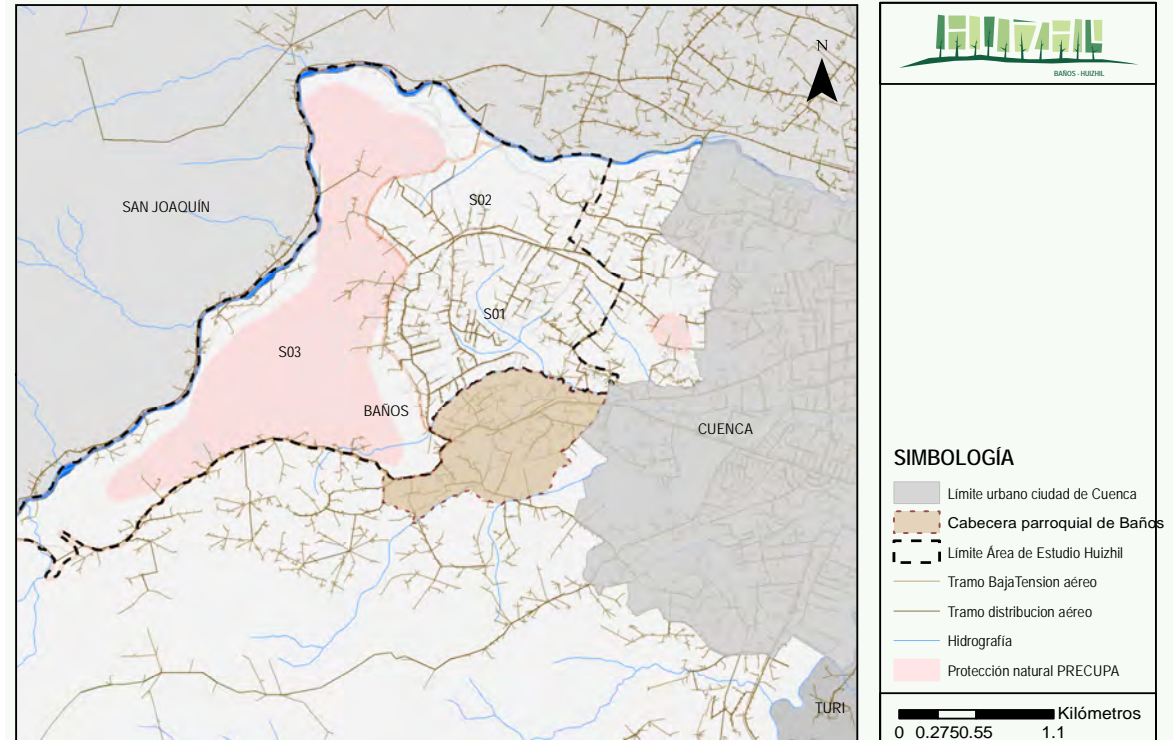 N
SAN JOAQUÍN
S02
S01
S03
BAÑOS
CUENCA
TURI
BAÑOS - HUIZHIL
SIMBOLOGÍA
Límite urbano ciudad de Cuenca
Cabecera parroquial de Baños
Límite Área de Estudio Huizhil
Tramo BajaTension aéreo
Tramo distribucion aéreo
Hidrografía
Protección natural PRECUPA
Kilómetros
0 0.2750.55 1.1